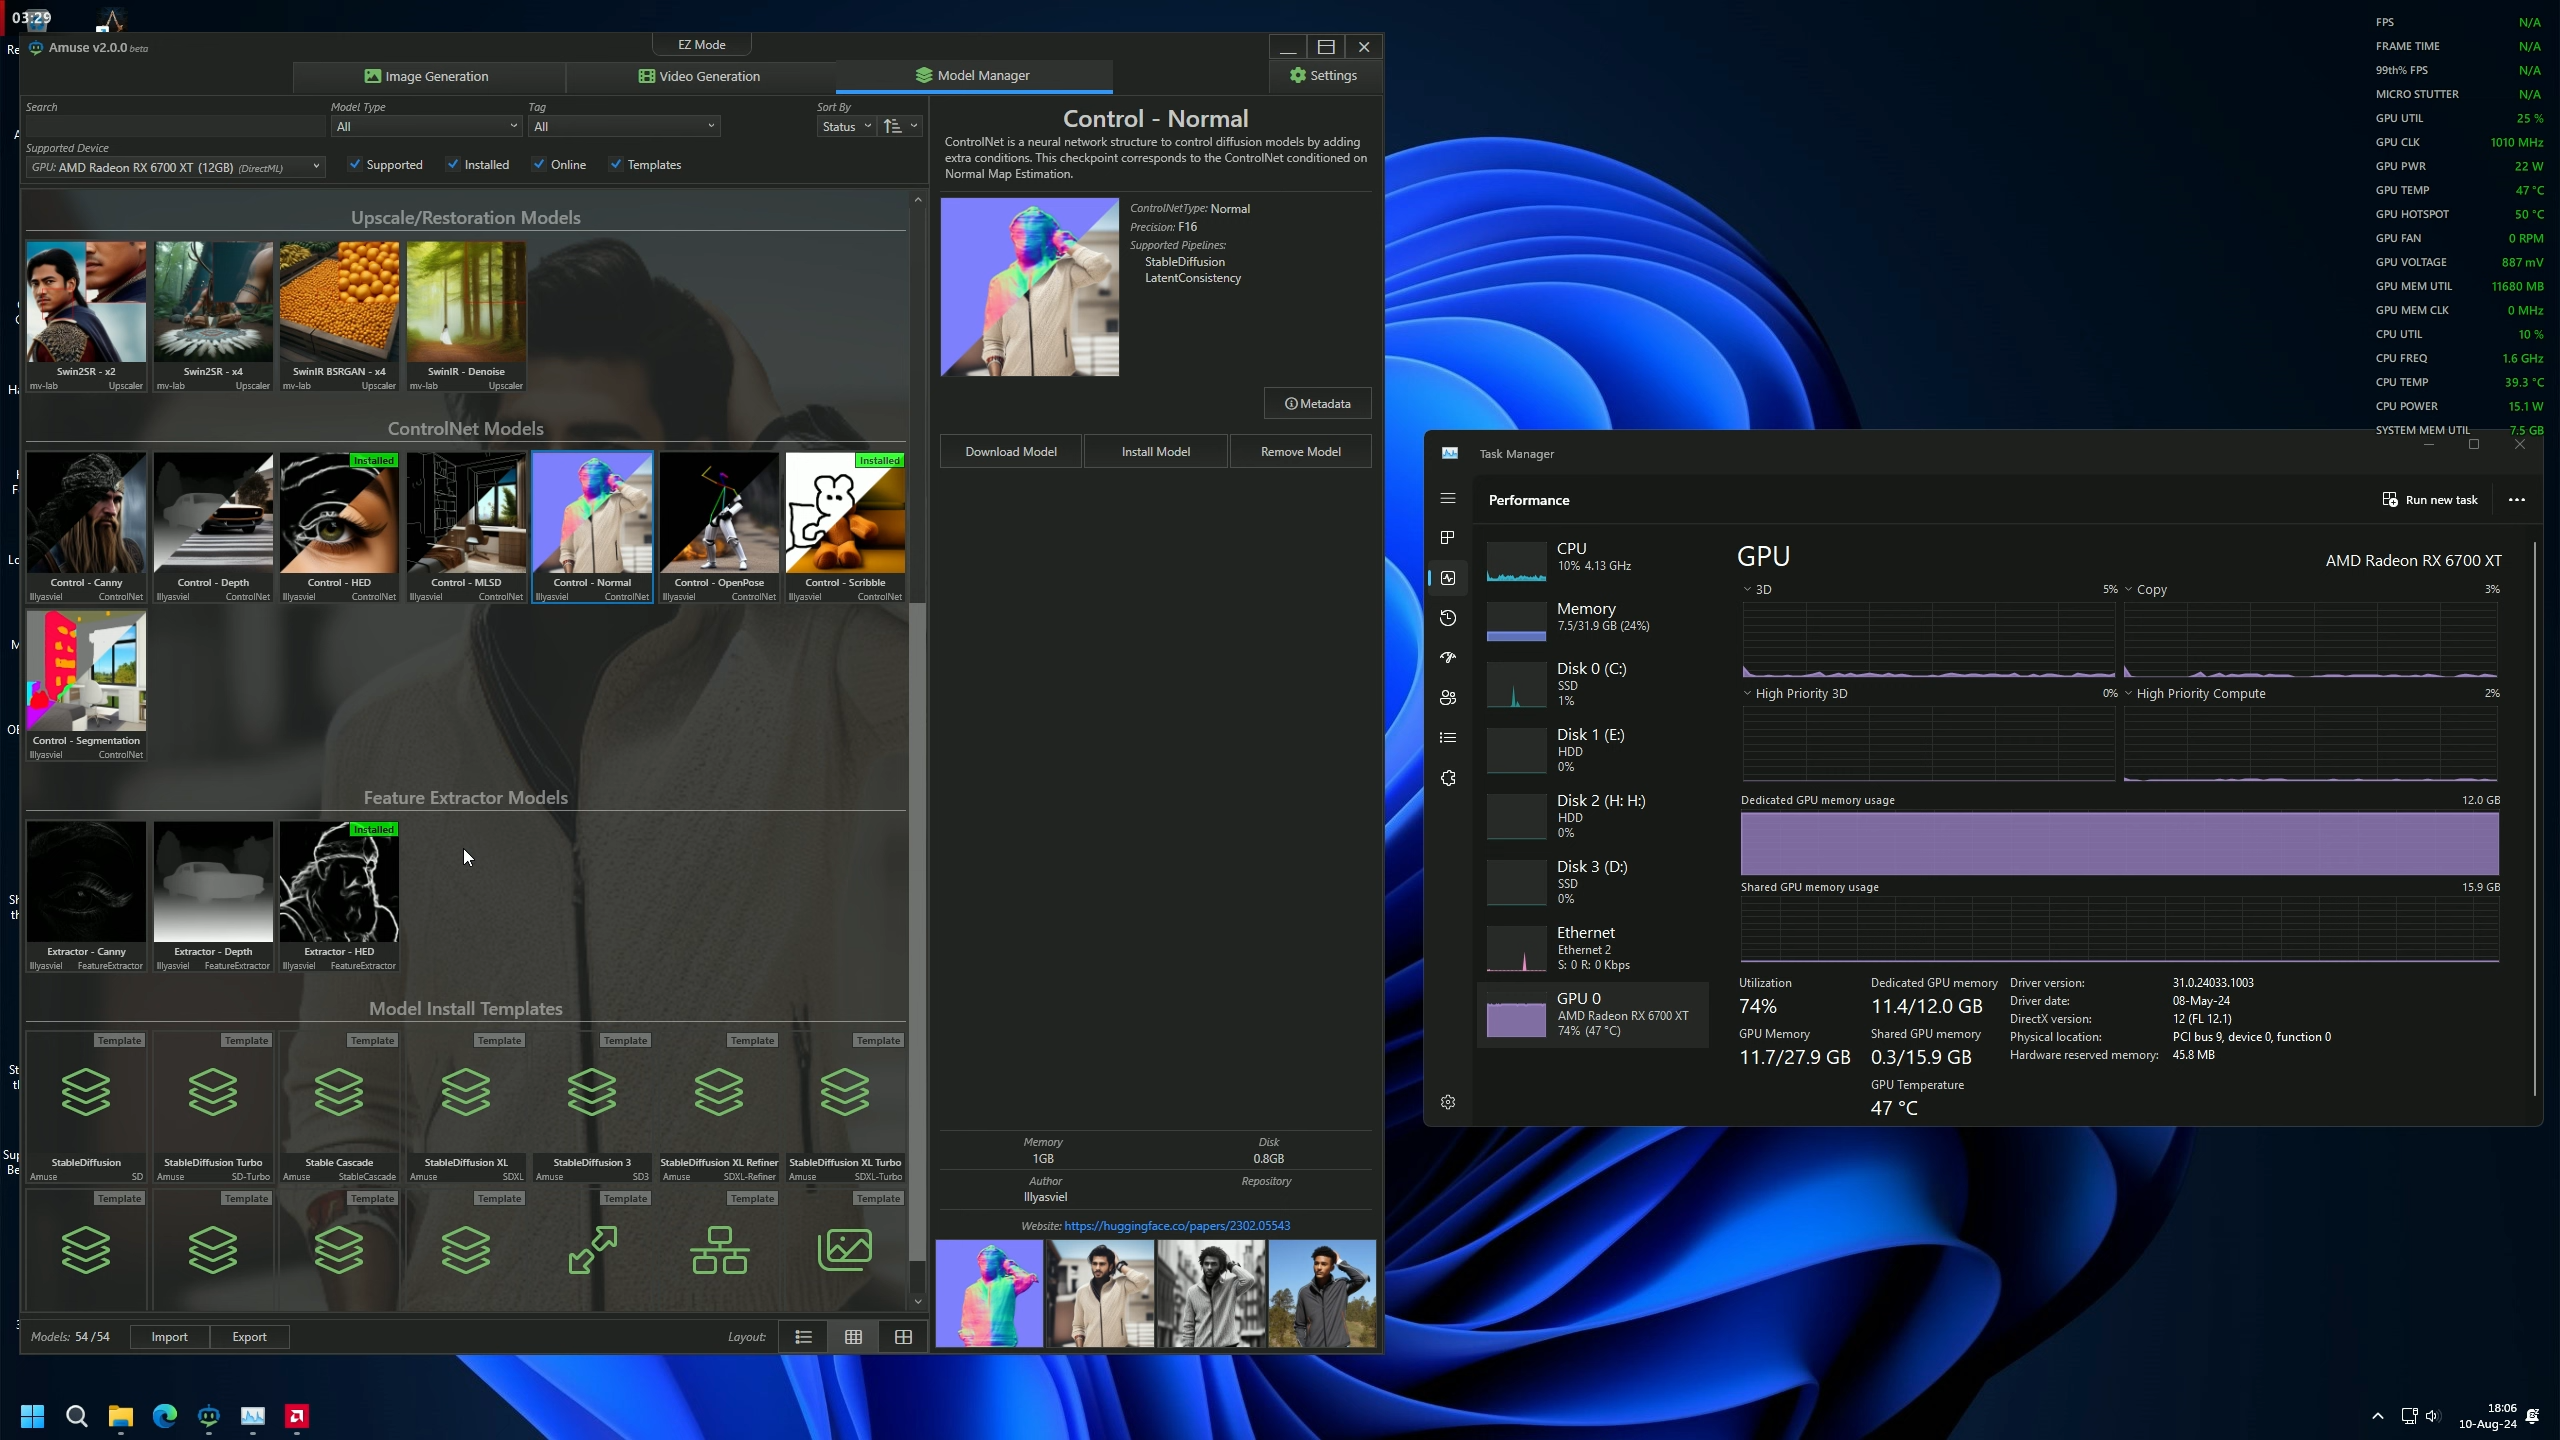 03:29
Amuse v2.0.0 beta
EZ Mode
Image Generation
Video Generation
Model Manager
Settings
Search
Model Type
Tag
Sort By
All
All
Status
Supported Device
GPU: AMD Radeon RX 6700 XT (12GB) (DirectML)
Supported
Installed
Online
Templates
Upscale/Restoration Models
Swin2SR - x2
mv-lab Upscaler
Swin2SR - x4
mv-lab Upscaler
SwinIR BSRGAN - x4
mv-lab Upscaler
SwinIR - Denoise
mv-lab Upscaler
ControlNet Models
Control - Canny
Illyasviel ControlNet
Control - Depth
Illyasviel ControlNet
Installed
Control - HED
Illyasviel ControlNet
Control - MLSD
Illyasviel ControlNet
Control - Normal
Illyasviel ControlNet
Control - OpenPose
Illyasviel ControlNet
Installed
Control - Scribble
Illyasviel ControlNet
Control - Segmentation
Illyasviel ControlNet
Feature Extractor Models
Extractor - Canny
Illyasviel FeatureExtractor
Extractor - Depth
Illyasviel FeatureExtractor
Installed
Extractor - HED
Illyasviel FeatureExtractor
Model Install Templates
Template
StableDiffusion
Amuse SD
Template
StableDiffusion Turbo
Amuse SD-Turbo
Template
Stable Cascade
Amuse StableCascade
Template
StableDiffusion XL
Amuse SDXL
Template
StableDiffusion 3
Amuse SD3
Template
StableDiffusion XL Refiner
Amuse SDXL-Refiner
Template
StableDiffusion XL Turbo
Amuse SDXL-Turbo
Template
Template
Template
Template
Template
Template
Template
Models: 54 /54
Import
Export
Layout:
Control - Normal
ControlNet is a neural network structure to control diffusion models by adding
extra conditions. This checkpoint corresponds to the ControlNet conditioned on
Normal Map Estimation.
ControlNetType: Normal
Precision: F16
Supported Pipelines:
StableDiffusion
LatentConsistency
Metadata
Download Model
Install Model
Remove Model
Memory
1GB
Disk
0.8GB
Author
Illyasviel
Repository
Website: https://huggingface.co/papers/2302.05543
FPS N/A
FRAME TIME N/A
99th% FPS N/A
MICRO STUTTER N/A
GPU UTIL 25 %
GPU CLK 1010 MHz
GPU PWR 22 W
GPU TEMP 47 °C
GPU HOTSPOT 50 °C
GPU FAN 0 RPM
GPU VOLTAGE 887 mV
GPU MEM UTIL 11680 MB
GPU MEM CLK 0 MHz
CPU UTIL 10 %
CPU FREQ 1.6 GHz
CPU TEMP 39.3 °C
CPU POWER 15.1 W
SYSTEM MEM UTIL 7.5 GB
Task Manager
Performance
Run new task
CPU
10% 4.13 GHz
Memory
7.5/31.9 GB (24%)
Disk 0 (C:)
SSD
1%
Disk 1 (E:)
HDD
0%
Disk 2 (H: H:)
HDD
0%
Disk 3 (D:)
SSD
0%
Ethernet
Ethernet 2
S: 0 R: 0 Kbps
GPU 0
AMD Radeon RX 6700 XT
74% (47 °C)
GPU
AMD Radeon RX 6700 XT
3D 5%
Copy 3%
High Priority 3D 0%
High Priority Compute 2%
Dedicated GPU memory usage 12.0 GB
Shared GPU memory usage 15.9 GB
Utilization
74%
Dedicated GPU memory
11.4/12.0 GB
GPU Memory
11.7/27.9 GB
Shared GPU memory
0.3/15.9 GB
GPU Temperature
47 °C
Driver version: 31.0.24033.1003
Driver date: 08-May-24
DirectX version: 12 (FL 12.1)
Physical location: PCI bus 9, device 0, function 0
Hardware reserved memory: 45.8 MB
18:06
10-Aug-24